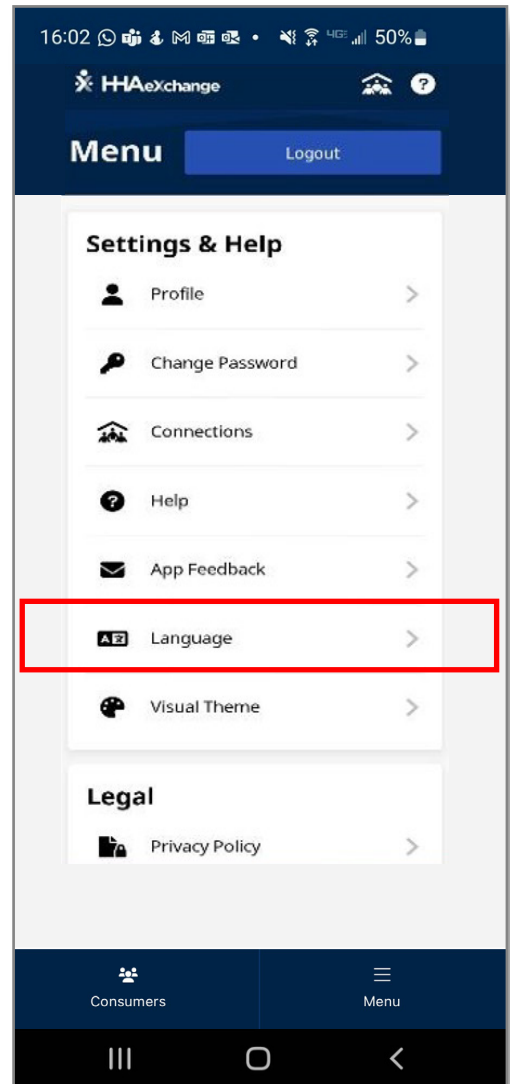 16:02 4GE 50%
HHAeXchange
Menu Logout
Settings & Help
Profile
Change Password
Connections
Help
App Feedback
Language
Visual Theme
Legal
Privacy Policy
Consumers Menu